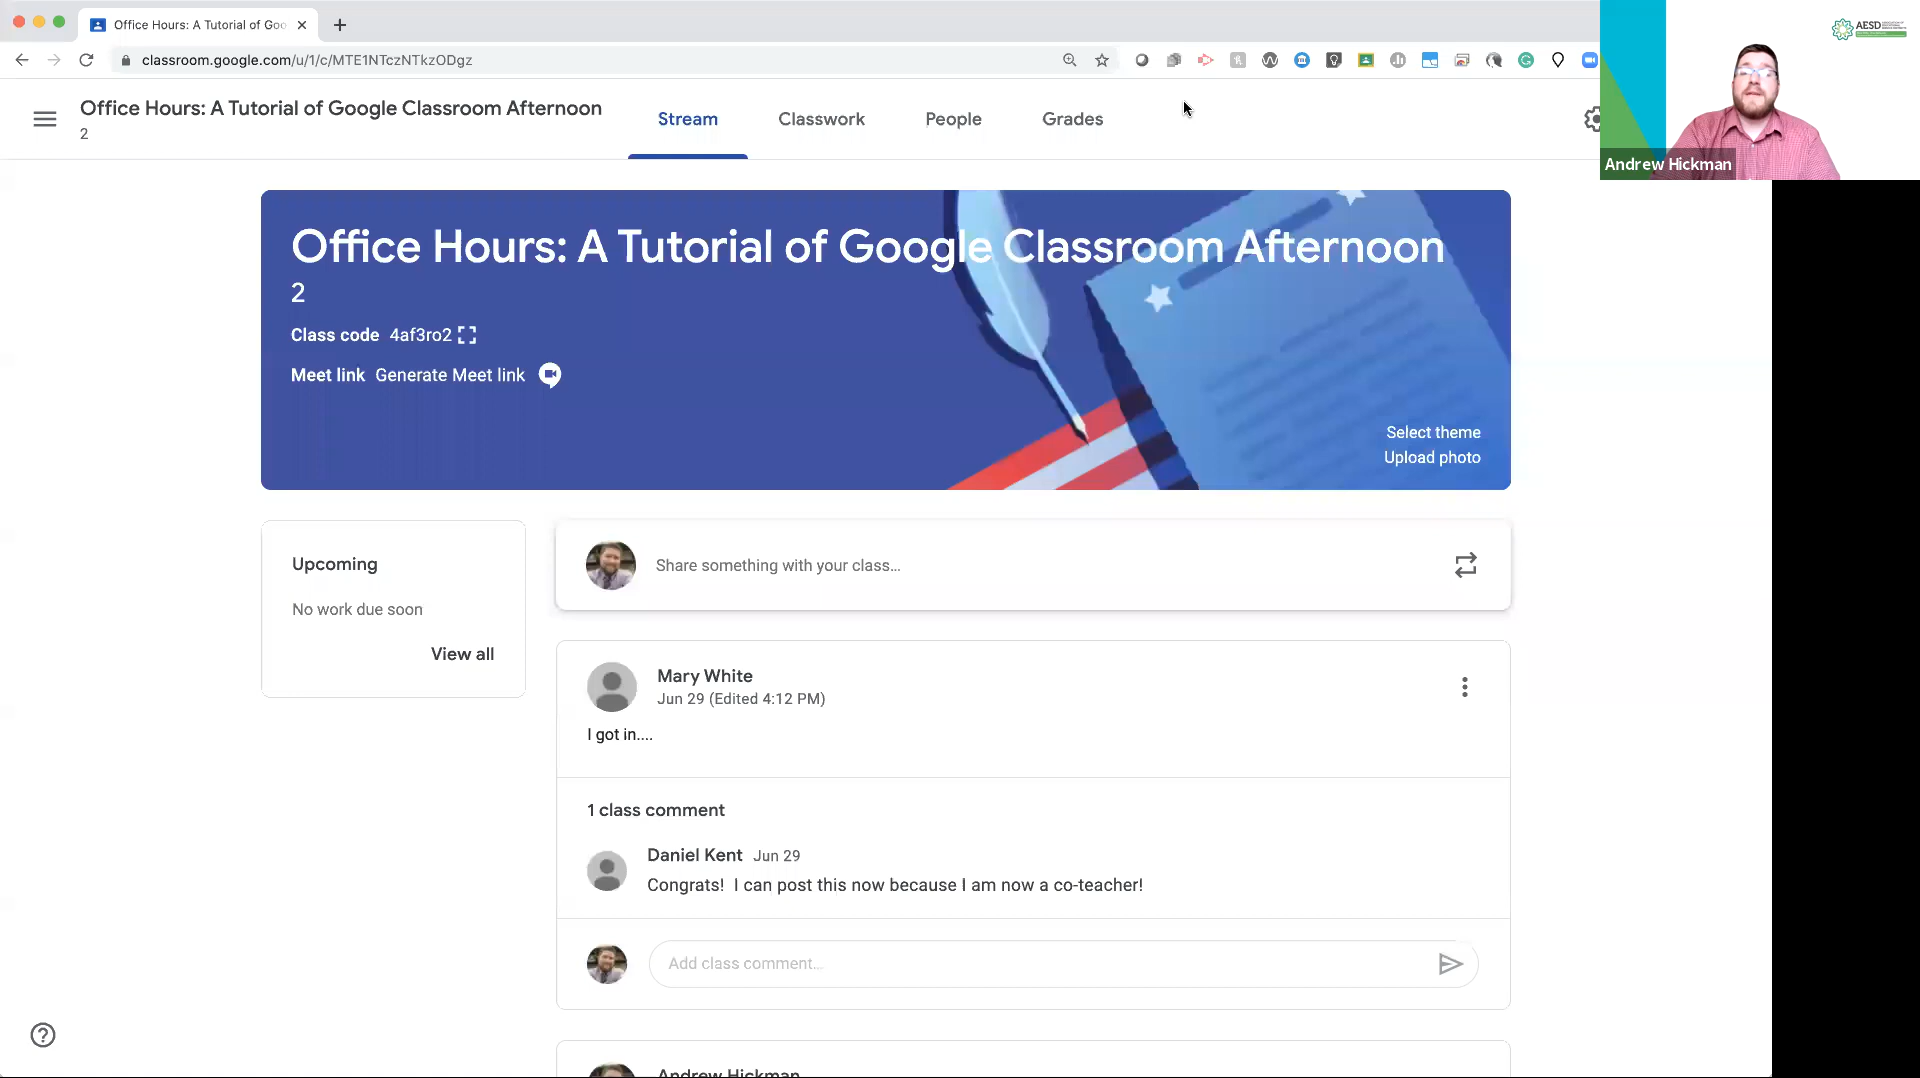 Office Hours: A Tutorial of Goo
classroom.google.com/u/1/c/MTE1NTczNTkzODgz
AESD
Office Hours: A Tutorial of Google Classroom Afternoon
2
Stream
Classwork
People
Grades
Andrew Hickman
Office Hours: A Tutorial of Google Classroom Afternoon
2
Class code 4af3ro2
Meet link Generate Meet link
Select theme
Upload photo
Upcoming
No work due soon
View all
Share something with your class...
Mary White
Jun 29 (Edited 4:12 PM)
I got in....
1 class comment
Daniel Kent Jun 29
Congrats! I can post this now because I am now a co-teacher!
Add class comment...
Andrew Hickman